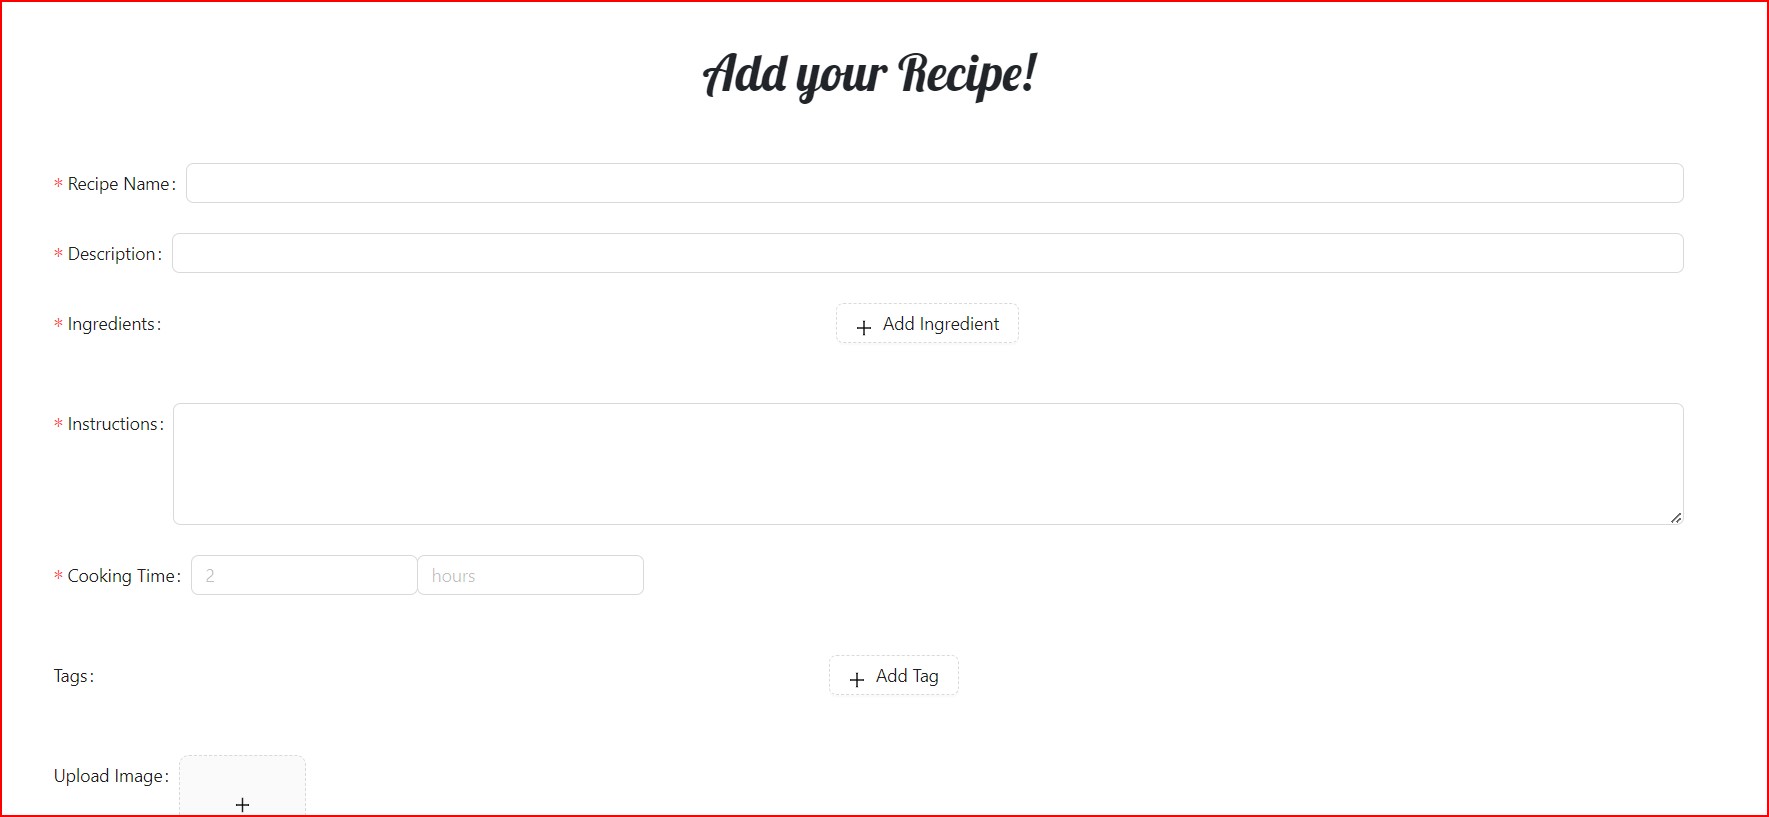 Add your Recipe!
* Recipe Name:
* Description:
* Ingredients:
+ Add Ingredient
* Instructions:
* Cooking Time: 2 hours
Tags:
+ Add Tag
Upload Image:
+